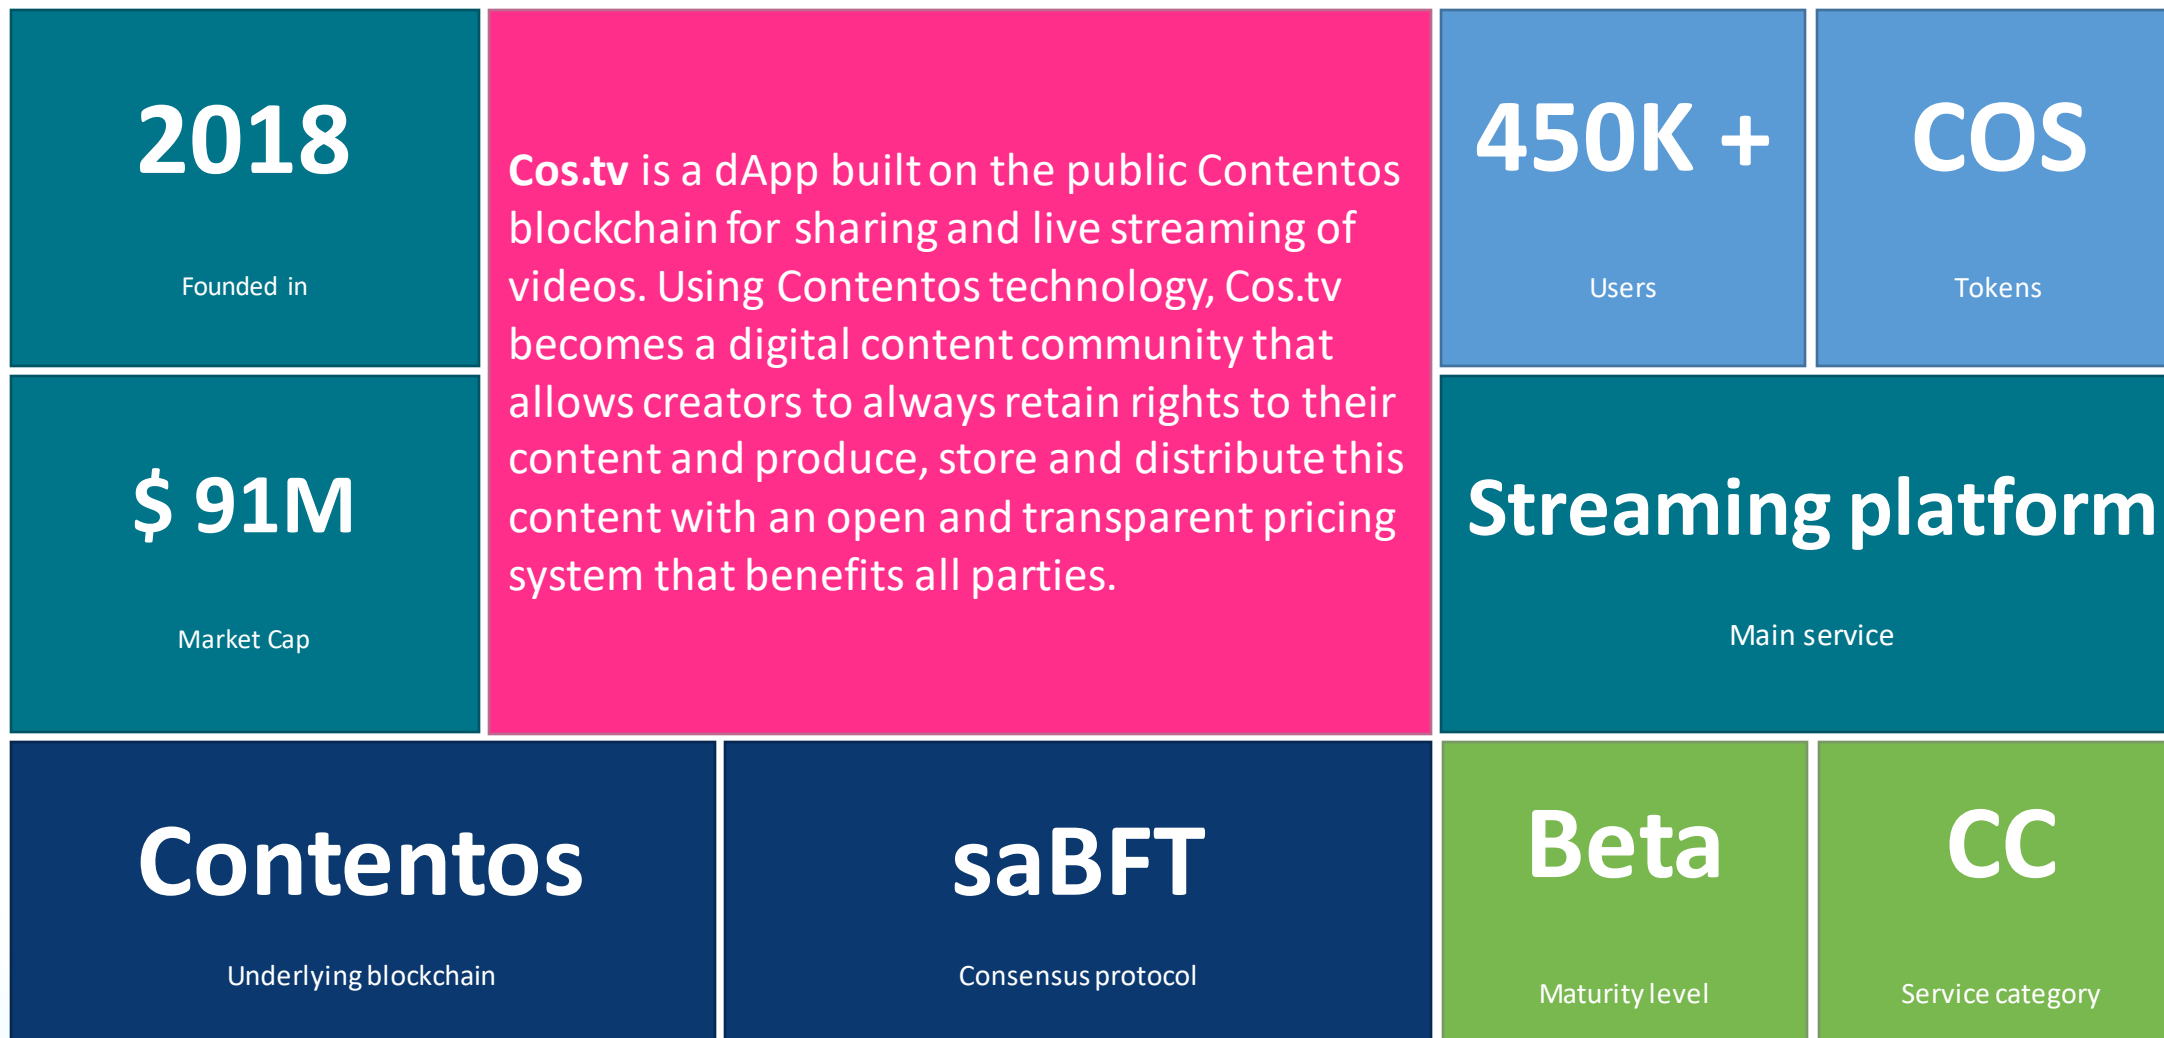 2018
Founded in
$ 91M
Market Cap
Cos.tv is a dApp built on the public Contentos
blockchain for sharing and live streaming of
videos. Using Contentos technology, Cos.tv
becomes a digital content community that
allows creators to always retain rights to their
content and produce, store and distribute this
content with an open and transparent pricing
system that benefits all parties.
450K +
Users
COS
Tokens
Streaming platform
Main service
Contentos
Underlying blockchain
saBFT
Consensus protocol
Beta
Maturity level
CC
Service category